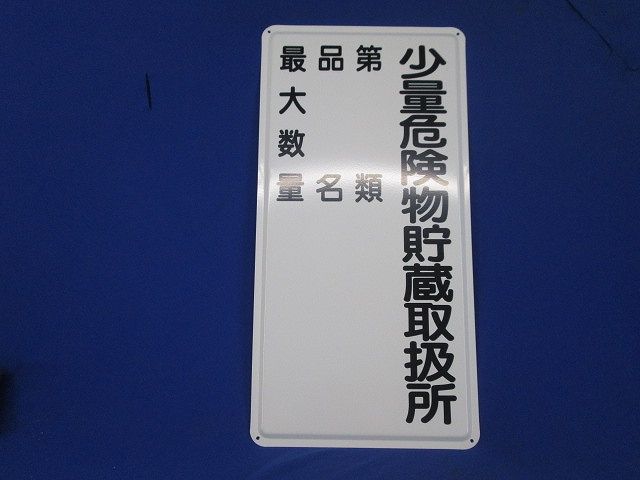 少量危険物貯蔵取扱所
第類
品名
最大数量